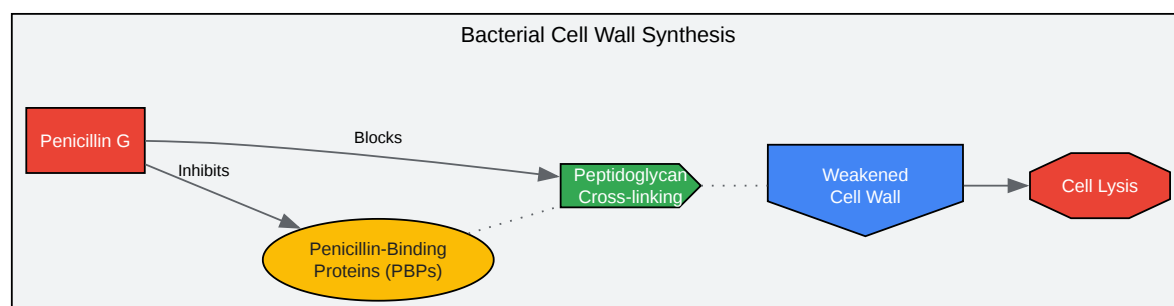 Bacterial Cell Wall Synthesis
Penicillin G
Blocks
Inhibits
Peptidoglycan
Cross-linking
Weakened
Cell Wall
Cell Lysis
Penicillin-Binding
Proteins (PBPs)